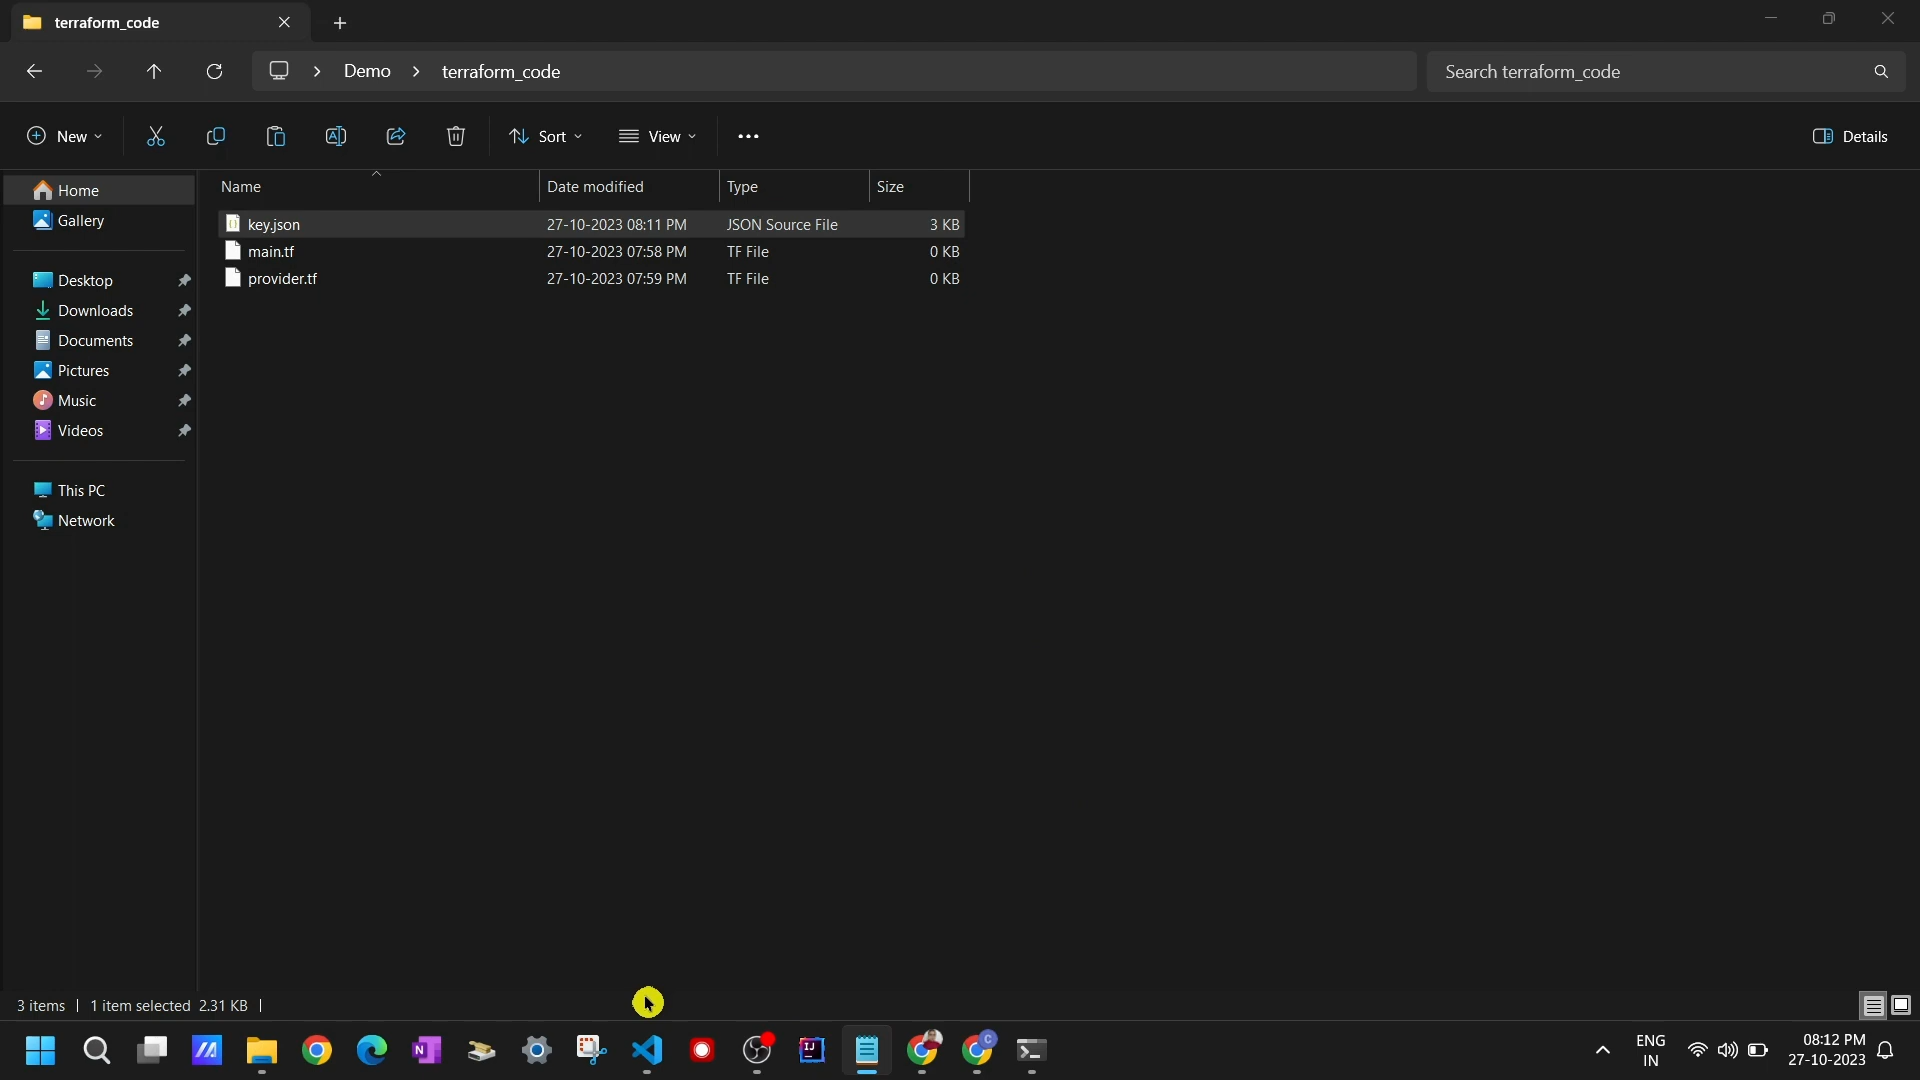 terraform_code
Demo
terraform_code
Search terraform_code
New
Sort
View
Details
Home
Gallery
Desktop
Downloads
Documents
Pictures
Music
Videos
This PC
Network
Name Date modified Type Size
key.json 27-10-2023 08:11 PM JSON Source File 3 KB
main.tf 27-10-2023 07:58 PM TF File 0 KB
provider.tf 27-10-2023 07:59 PM TF File 0 KB
3 items 1 item selected 2.31 KB
N
IJ
C
ENG
IN
08:12 PM
27-10-2023